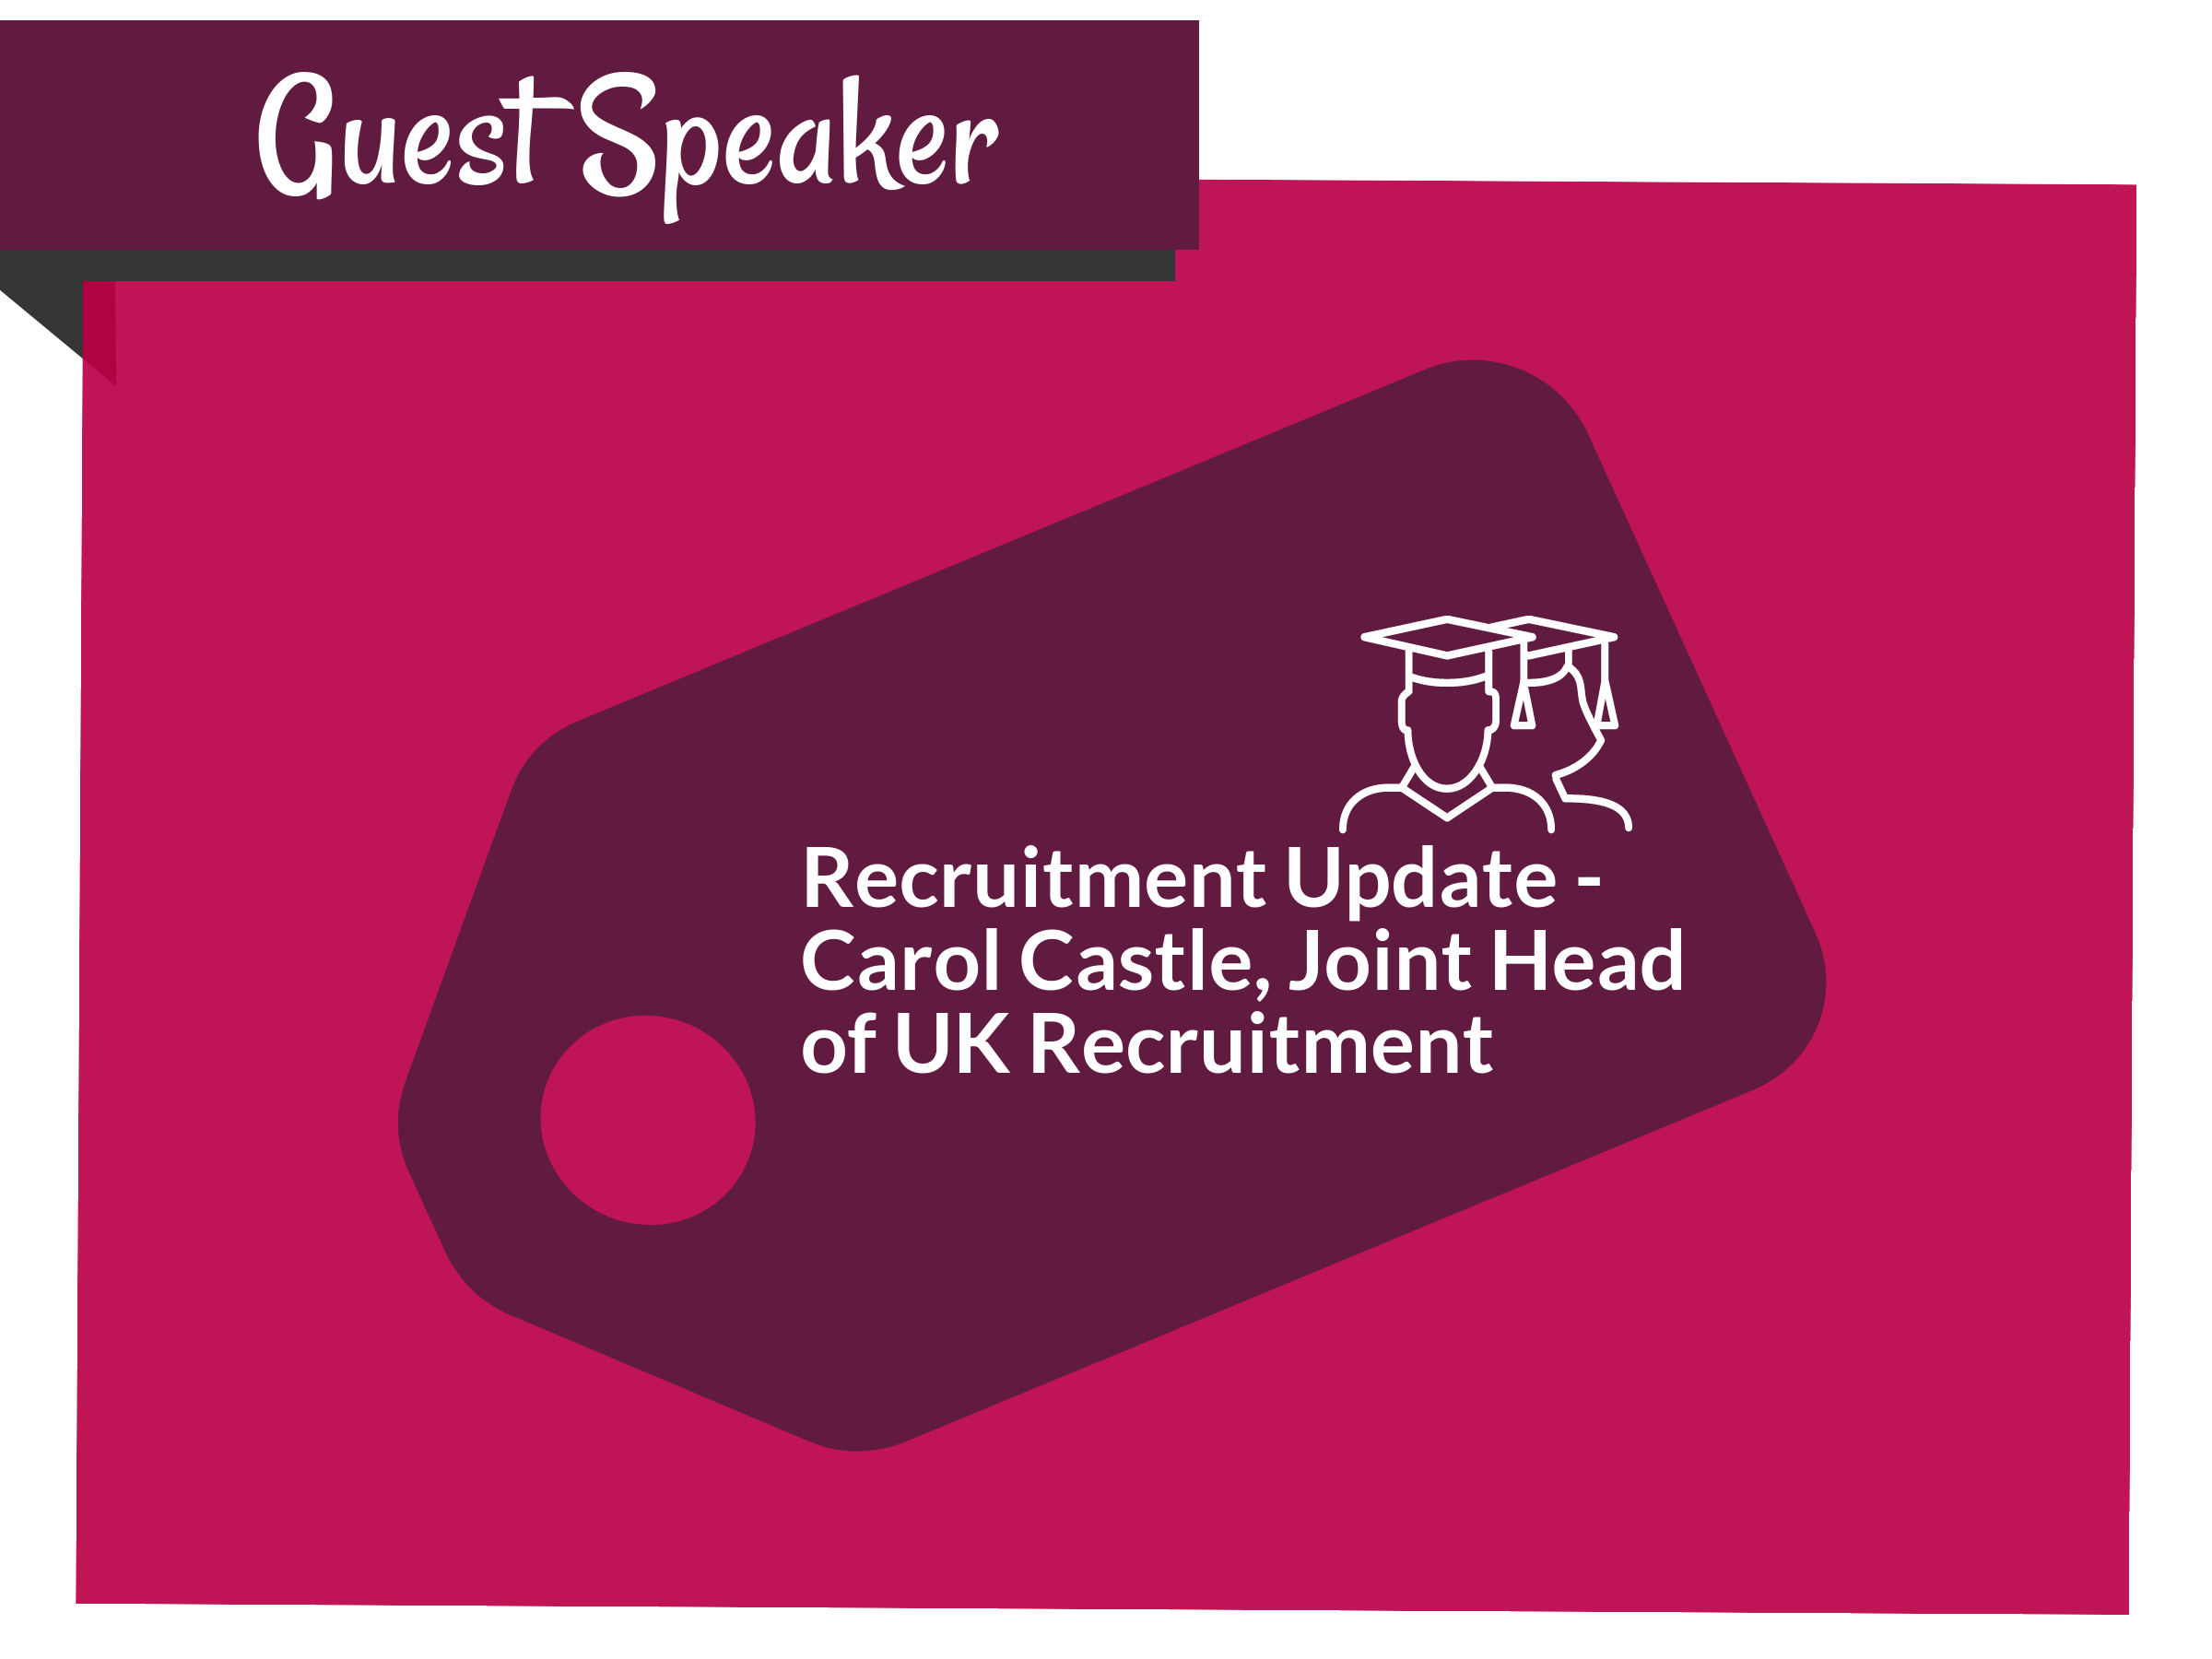 Guest Speaker
Recruitment Update -
Carol Castle, Joint Head
of UK Recruitment